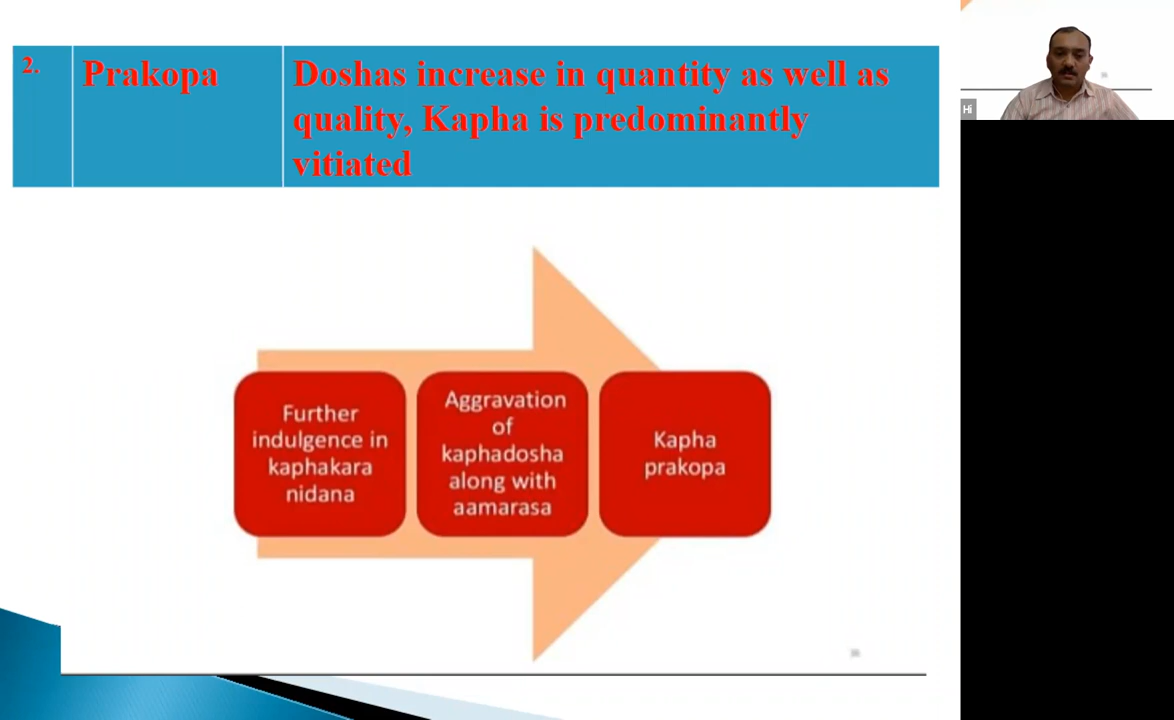 2.
Prakopa
Doshas increase in quantity as well as
quality, Kapha is predominantly
vitiated
Further
indulgence in
kaphakara
nidana
Aggravation
of
kaphadosha
along with
aamarasa
Kapha
prakopa
Hi